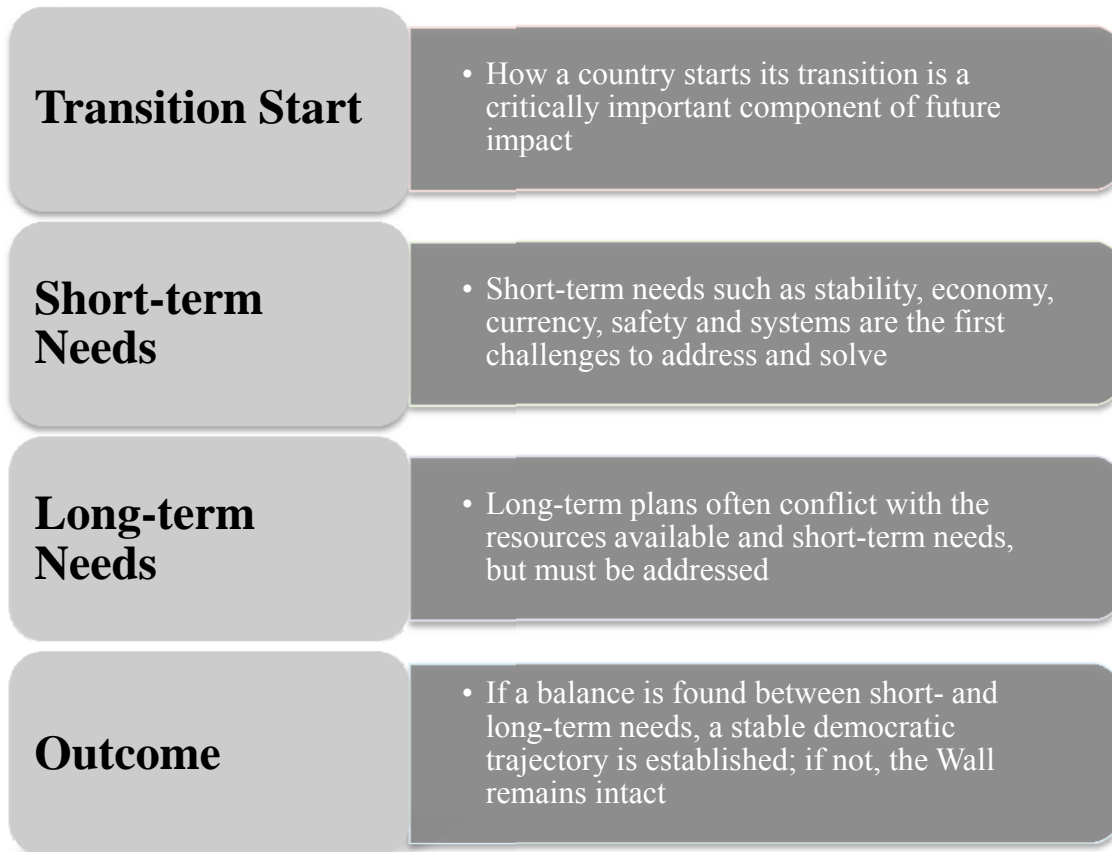 Transition Start
• How a country starts its transition is a
critically important component of future
impact
Short-term
Needs
• Short-term needs such as stability, economy,
currency, safety and systems are the first
challenges to address and solve
Long-term
Needs
• Long-term plans often conflict with the
resources available and short-term needs,
but must be addressed
Outcome
• If a balance is found between short- and
long-term needs, a stable democratic
trajectory is established; if not, the Wall
remains intact